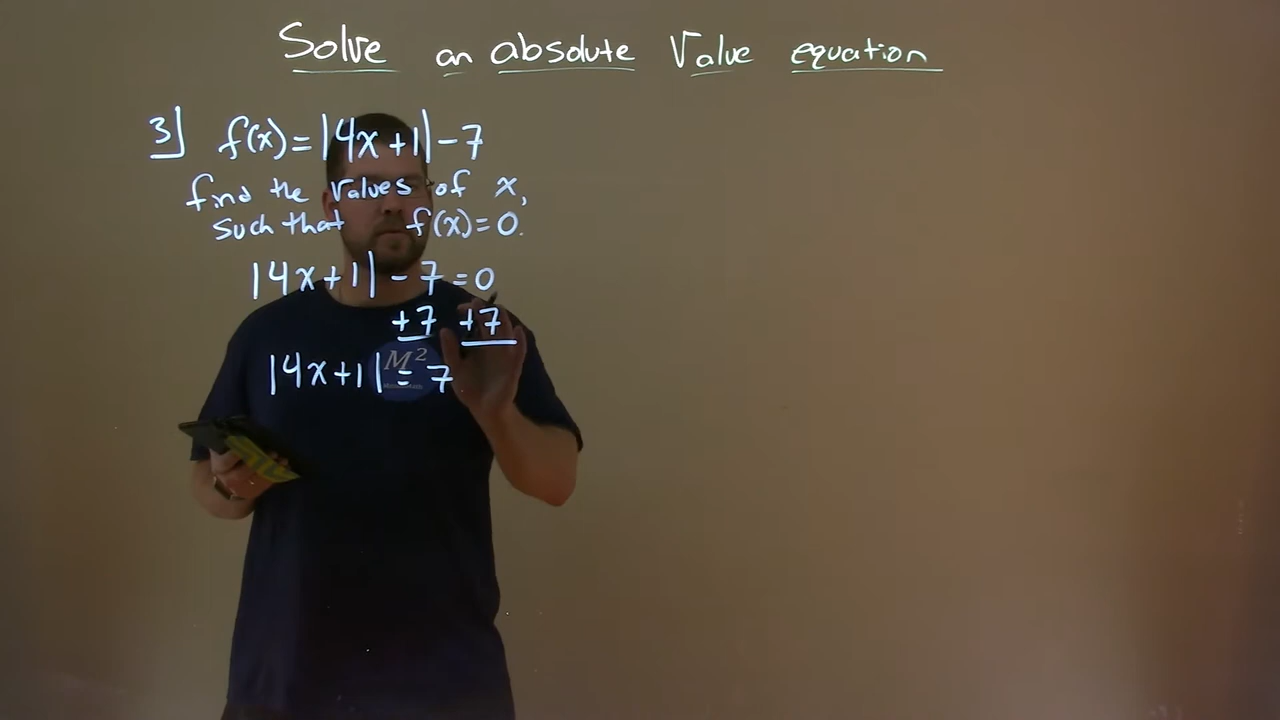 Solve an absolute Value equation
3] f(x)=|4x+1|-7
find the values of x,
such that f(x)=0.
|4x+1| - 7 = 0
+7 +7
M²
|4x+1| = 7